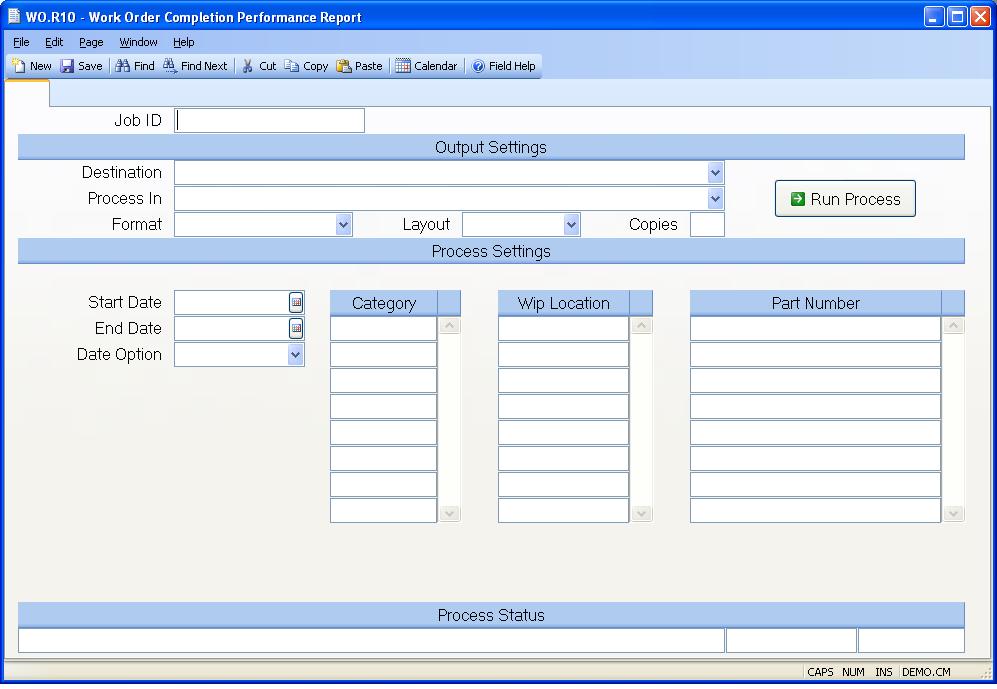 WO.R10 - Work Order Completion Performance Report
File Edit Page Window Help
New Save Find Find Next Cut Copy Paste Calendar Field Help
Job ID
Output Settings
Destination
Process In
Run Process
Format Layout Copies
Process Settings
Start Date Category Wip Location Part Number
End Date
Date Option
Process Status
CAPS NUM INS DEMO.CM